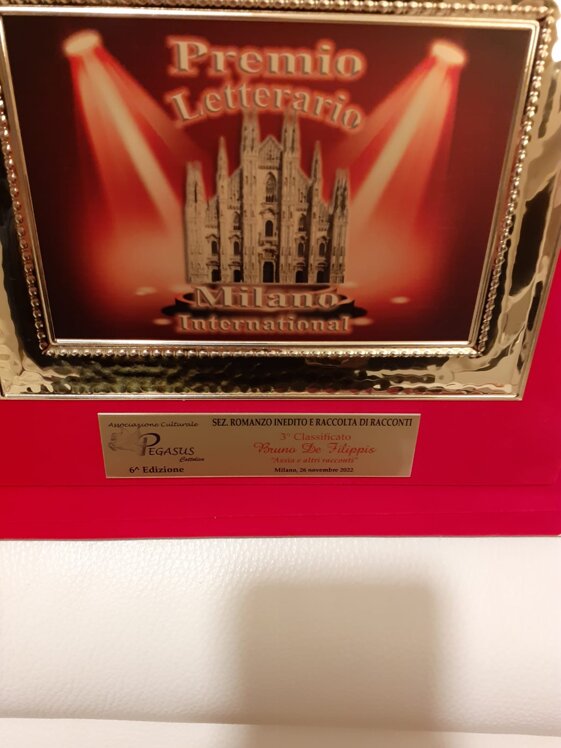 Premio
Letterario
Milano
International
Associazione Culturale
PEGASUS
Cattolica
6^ Edizione
SEZ. ROMANZO INEDITO E RACCOLTA DI RACCONTI
3° Classificato
Bruno De Filippis
"Assia e altri racconti"
Milano, 26 novembre 2022